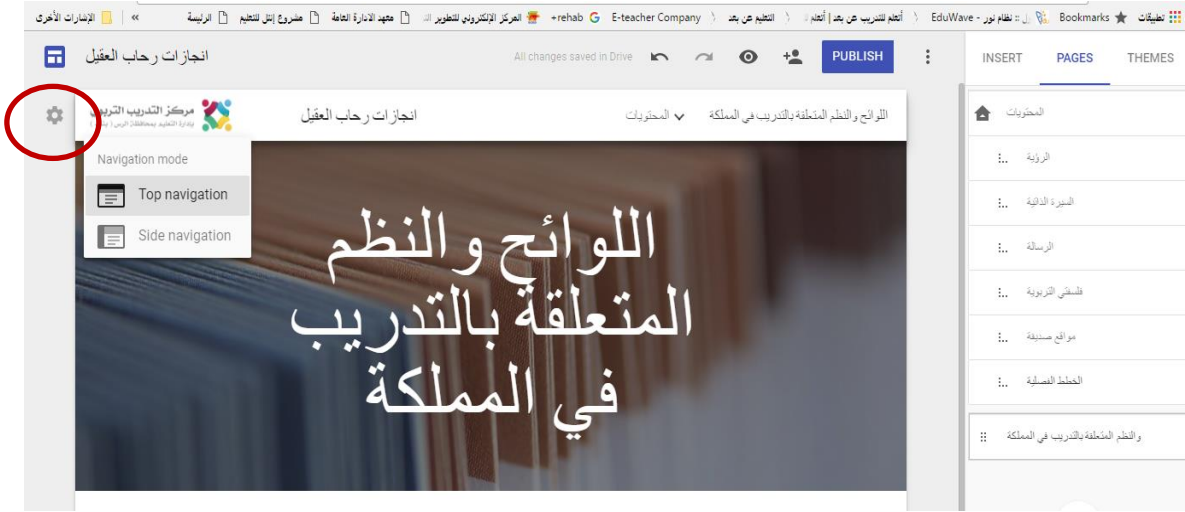 تطبيقات Bookmarks نظام نور - EduWave أتعلم للتدريب عن بعد | أتعلم التعليم عن بعد E-teacher Company rehab+ المركز الإلكتروني للتطوير معهد الادارة العامة مشروع إنتل للتعليم الرئيسة » الإشارات الأخرى
انجازات رحاب العقيل All changes saved in Drive PUBLISH
INSERT PAGES THEMES
مركز التدريب التربوي
انجازات رحاب العقيل
المحتويات
اللوائح والنظم المتعلقة بالتدريب في المملكة
Navigation mode
Top navigation
Side navigation
اللوائح والنظم
المتعلقة بالتدريب
في المملكة
المحتويات
الرؤية
السيرة الذاتية
الرسالة
فلسفتي التربوية
مواقع صديقة
الخطط الفصلية
والنظم المتعلقة بالتدريب في المملكة